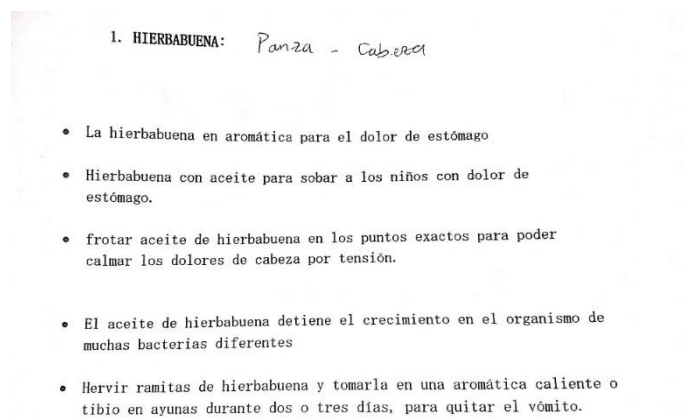 1. HIERBABUENA: Panza - Cabeza
• La hierbabuena en aromática para el dolor de estómago
• Hierbabuena con aceite para sobar a los niños con dolor de
estómago.
• frotar aceite de hierbabuena en los puntos exactos para poder
calmar los dolores de cabeza por tensión.
• El aceite de hierbabuena detiene el crecimiento en el organismo de
muchas bacterias diferentes
• Hervir ramitas de hierbabuena y tomarla en una aromática caliente o
tibio en ayunas durante dos o tres días, para quitar el vómito.